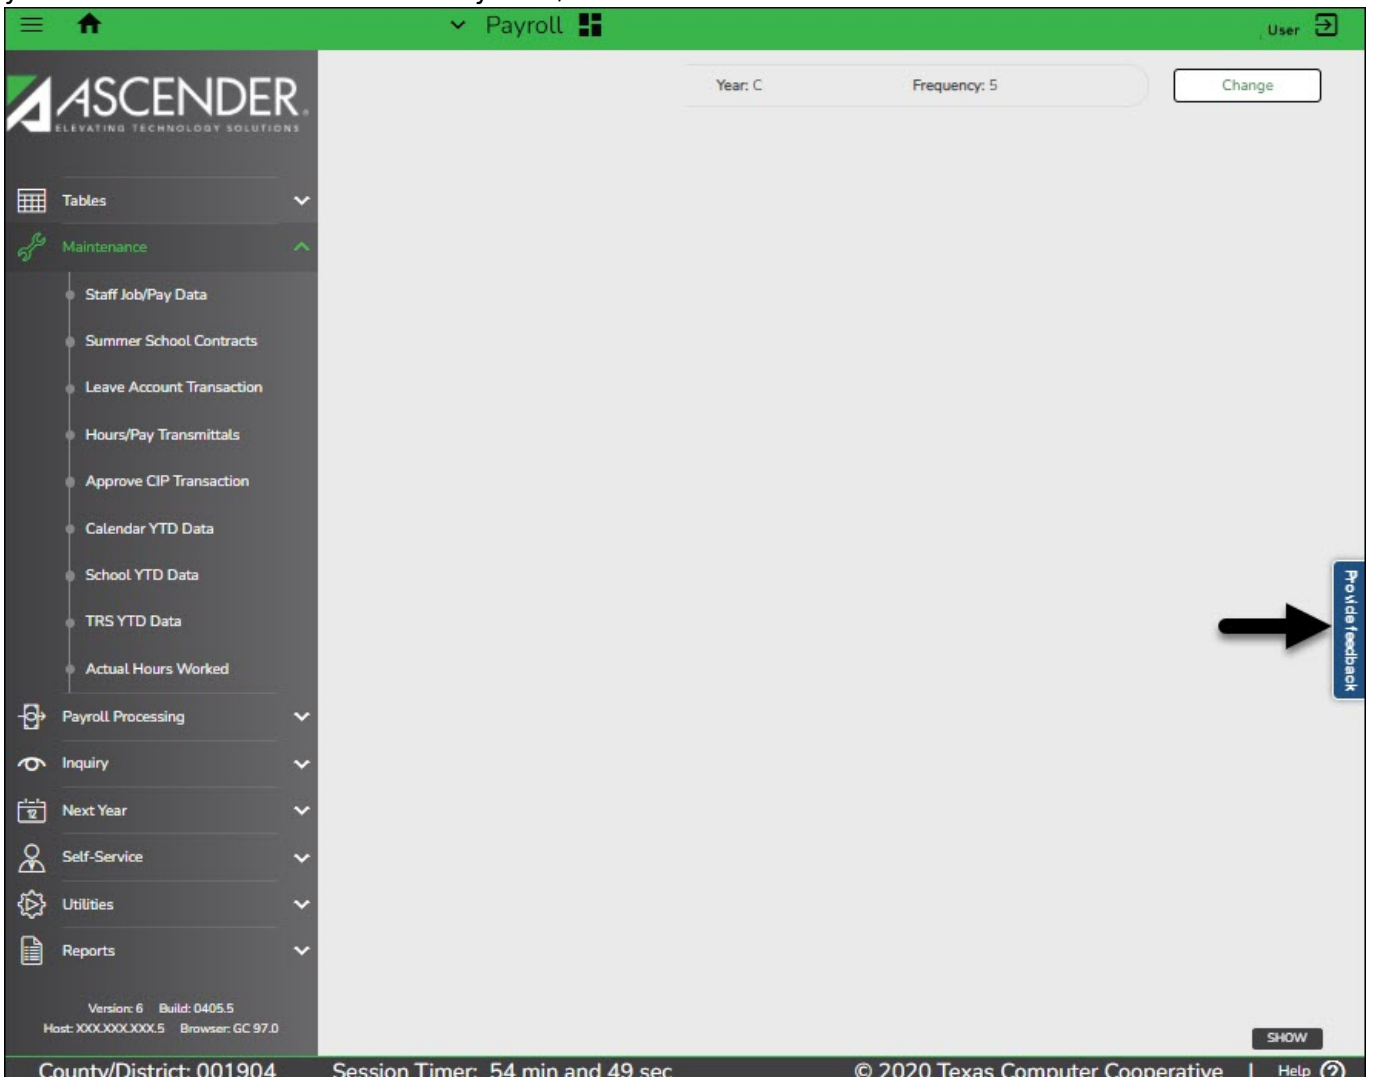 Payroll
User
ASCENDER
ELEVATING TECHNOLOGY SOLUTIONS
Year: C Frequency: 5 Change
Tables
Maintenance
Staff Job/Pay Data
Summer School Contracts
Leave Account Transaction
Hours/Pay Transmittals
Approve CIP Transaction
Calendar YTD Data
School YTD Data
TRS YTD Data
Actual Hours Worked
Payroll Processing
Inquiry
12
Next Year
Self-Service
Utilities
Reports
Version: 6 Build: 0405.5
Host: XXX.XXX.XXX.5 Browser: GC 97.0
Provide feedback
SHOW
County/District: 001904 Session Timer: 54 min and 49 sec © 2020 Texas Computer Cooperative | Help ?